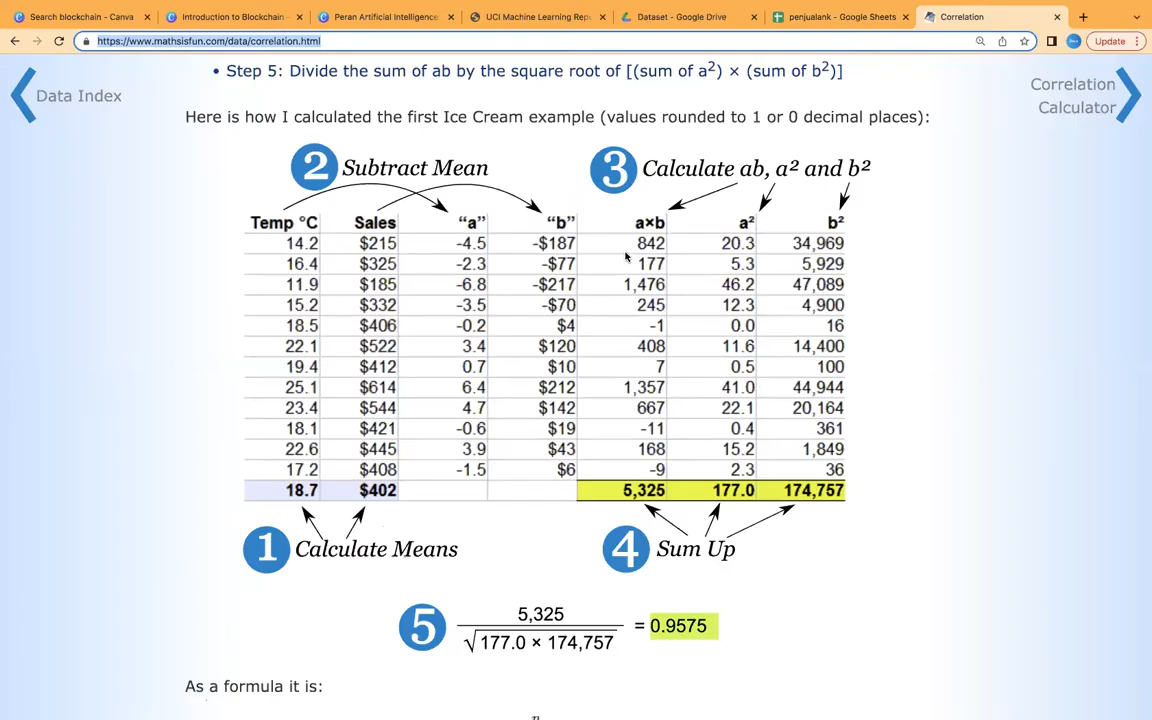 Search blockchain - Canva
Introduction to Blockchain -
Peran Artificial Intelligence
UCI Machine Learning Rep
Dataset - Google Drive
penjualank - Google Sheets
Correlation
https://www.mathsisfun.com/data/correlation.html
Update
• Step 5: Divide the sum of ab by the square root of [(sum of a²) × (sum of b²)]
Data Index
Correlation
Calculator
Here is how I calculated the first Ice Cream example (values rounded to 1 or 0 decimal places):
2 Subtract Mean
3 Calculate ab, a² and b²
Temp °C Sales "a" "b" a×b a² b²
14.2 $215 -4.5 -$187 842 20.3 34,969
16.4 $325 -2.3 -$77 177 5.3 5,929
11.9 $185 -6.8 -$217 1,476 46.2 47,089
15.2 $332 -3.5 -$70 245 12.3 4,900
18.5 $406 -0.2 $4 -1 0.0 16
22.1 $522 3.4 $120 408 11.6 14,400
19.4 $412 0.7 $10 7 0.5 100
25.1 $614 6.4 $212 1,357 41.0 44,944
23.4 $544 4.7 $142 667 22.1 20,164
18.1 $421 -0.6 $19 -11 0.4 361
22.6 $445 3.9 $43 168 15.2 1,849
17.2 $408 -1.5 $6 -9 2.3 36
18.7 $402 5,325 177.0 174,757
1 Calculate Means
4 Sum Up
5
5,325
√177.0 × 174,757
= 0.9575
As a formula it is:
n